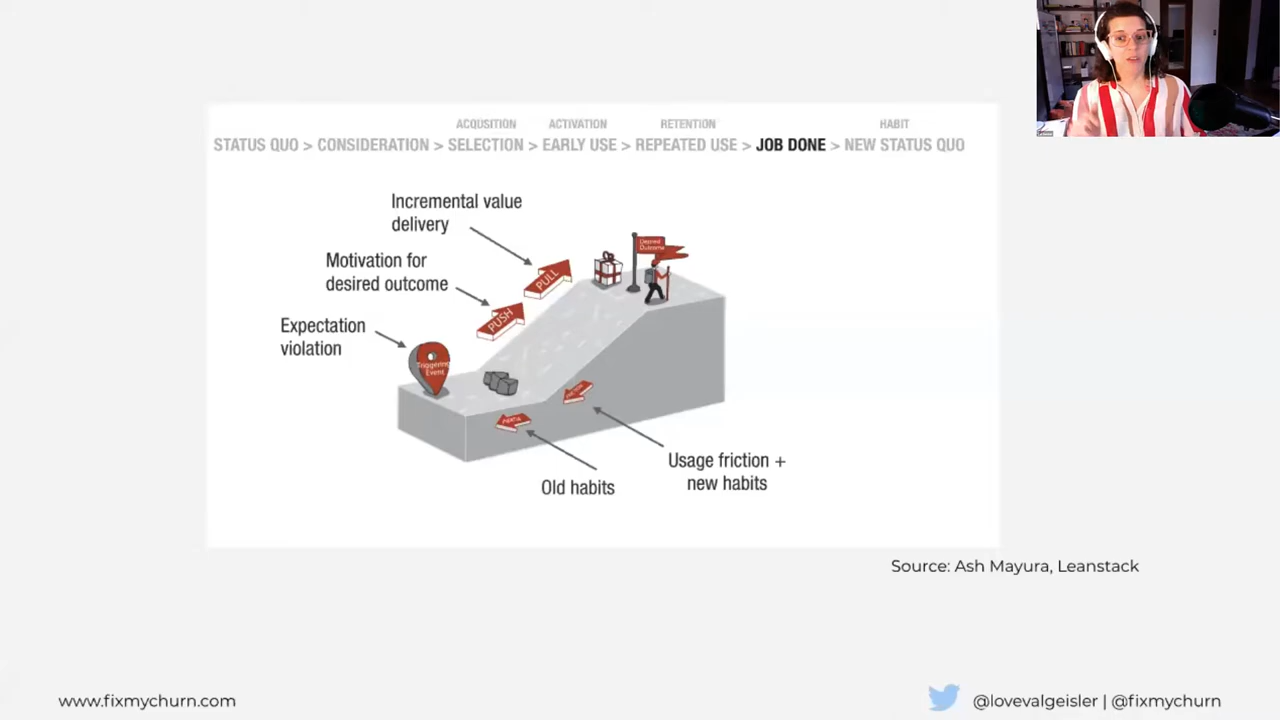 ACQUSITION ACTIVATION RETENTION HABIT
STATUS QUO > CONSIDERATION > SELECTION > EARLY USE > REPEATED USE > JOB DONE > NEW STATUS QUO
Incremental value
delivery
Motivation for
desired outcome
Expectation
violation
Desired
Outcome
PULL
PUSH
Triggering
Event
Usage friction +
new habits
Old habits
Source: Ash Mayura, Leanstack
www.fixmychurn.com
@lovevalgeisler | @fixmychurn